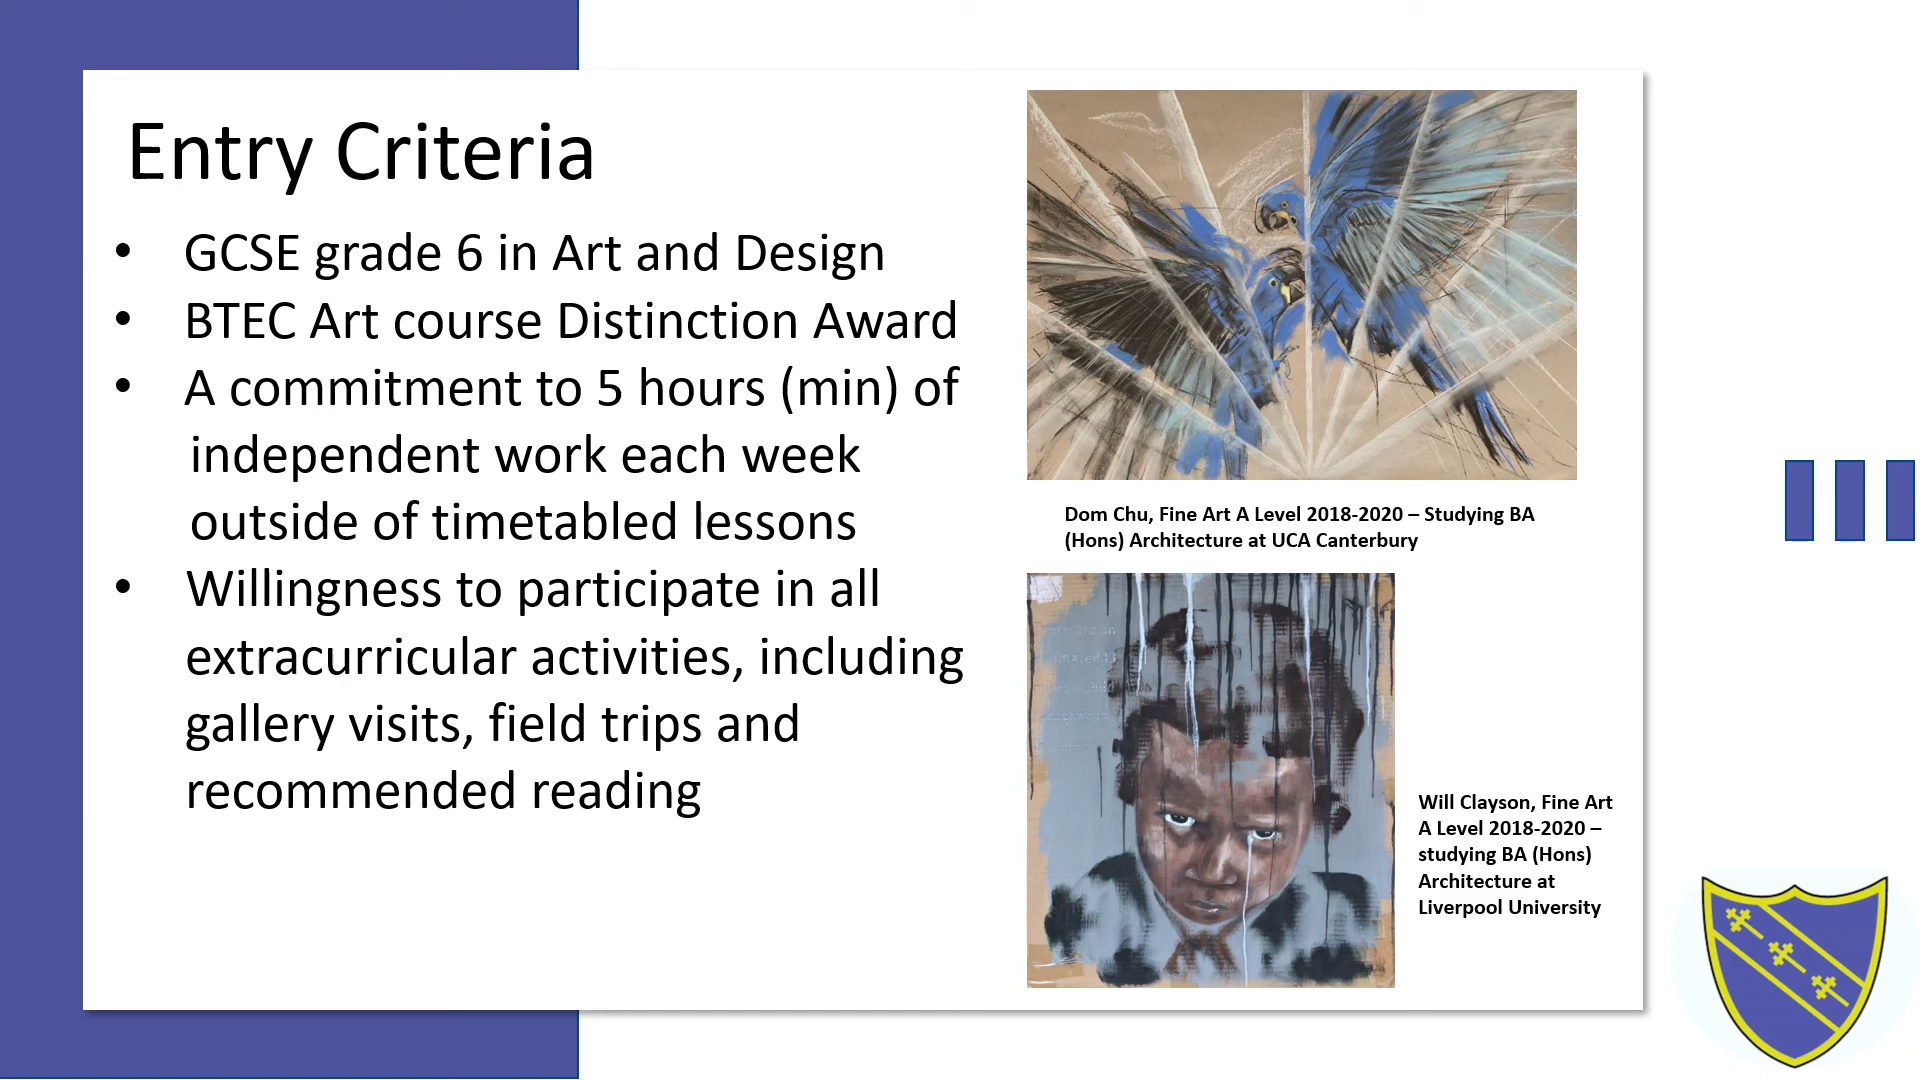 Entry Criteria
• GCSE grade 6 in Art and Design
• BTEC Art course Distinction Award
• A commitment to 5 hours (min) of
independent work each week
outside of timetabled lessons
• Willingness to participate in all
extracurricular activities, including
gallery visits, field trips and
recommended reading
Dom Chu, Fine Art A Level 2018-2020 – Studying BA
(Hons) Architecture at UCA Canterbury
Will Clayson, Fine Art
A Level 2018-2020 –
studying BA (Hons)
Architecture at
Liverpool University